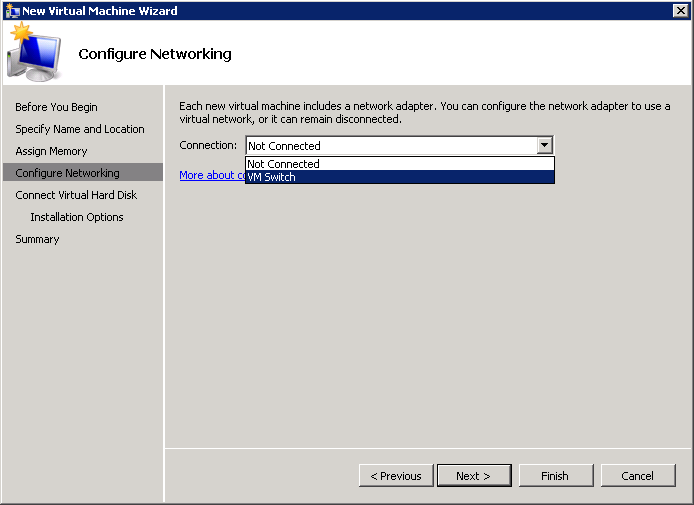 New Virtual Machine Wizard
Configure Networking
Before You Begin
Specify Name and Location
Assign Memory
Configure Networking
Connect Virtual Hard Disk
Installation Options
Summary
Each new virtual machine includes a network adapter. You can configure the network adapter to use a
virtual network, or it can remain disconnected.
Connection: Not Connected
Not Connected
More about
VM Switch
< Previous
Next >
Finish
Cancel